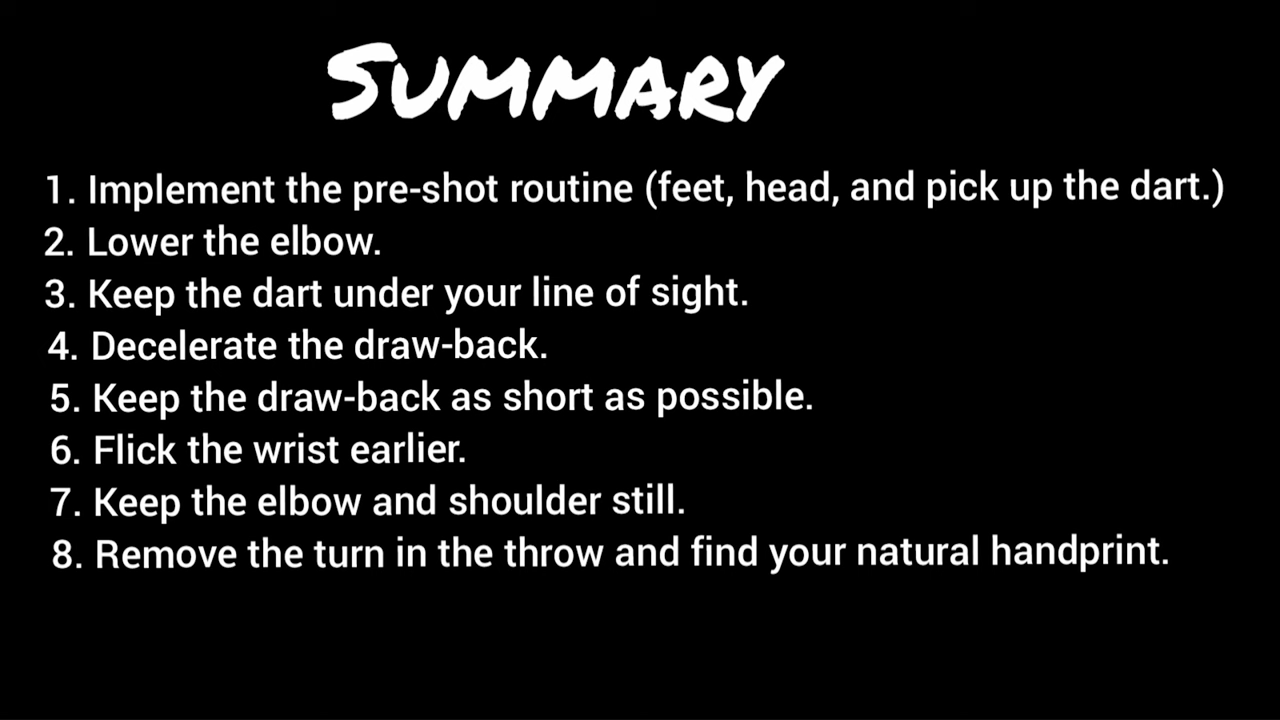 SUMMARY
1. Implement the pre-shot routine (feet, head, and pick up the dart.)
2. Lower the elbow.
3. Keep the dart under your line of sight.
4. Decelerate the draw-back.
5. Keep the draw-back as short as possible.
6. Flick the wrist earlier.
7. Keep the elbow and shoulder still.
8. Remove the turn in the throw and find your natural handprint.